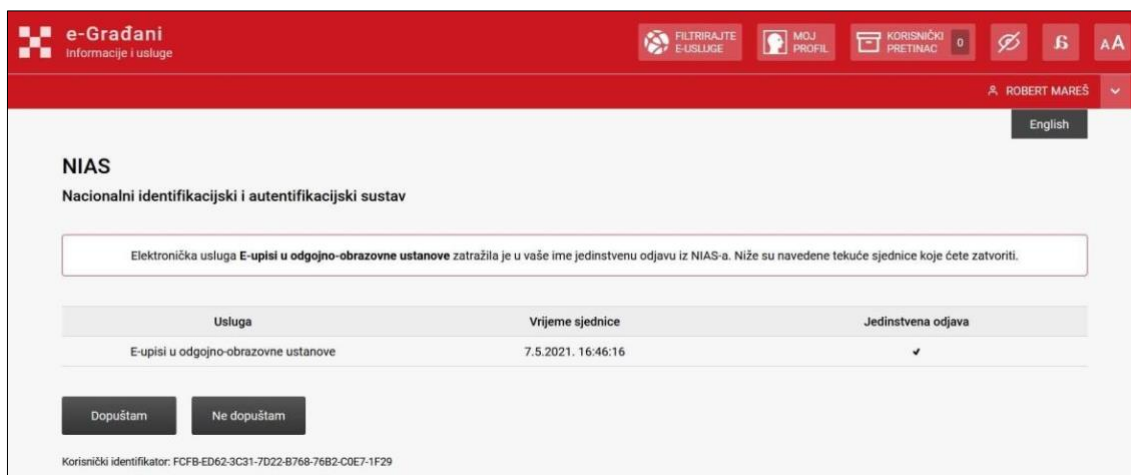 e-Građani
Informacije i usluge
FILTRIRAJTE
E-USLUGE
MOJ
PROFIL
KORISNIČKI
PRETINAC
0
AA
ROBERT MAREŠ
English
NIAS
Nacionalni identifikacijski i autentifikacijski sustav
Elektronička usluga E-upisi u odgojno-obrazovne ustanove zatražila je u vaše ime jedinstvenu odjavu iz NIAS-a. Niže su navedene tekuće sjednice koje ćete zatvoriti.
Usluga Vrijeme sjednice Jedinstvena odjava
E-upisi u odgojno-obrazovne ustanove 7.5.2021. 16:46:16 ✔
Dopuštam Ne dopuštam
Korisnički identifikator: FCFB-ED62-3C31-7D22-B768-76B2-C0E7-1F29